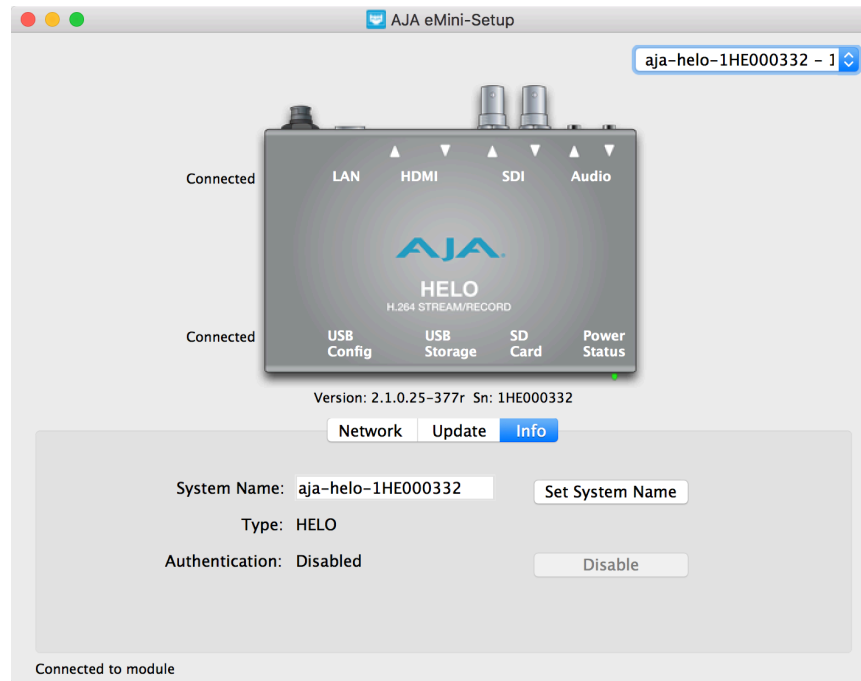 AJA eMini-Setup
aja-helo-1HE000332 - 1
Connected
LAN HDMI SDI Audio
AJA
HELO
H.264 STREAM/RECORD
Connected
USB Config
USB Storage
SD Card
Power Status
Version: 2.1.0.25-377r Sn: 1HE000332
Network Update Info
System Name: aja-helo-1HE000332 Set System Name
Type: HELO
Authentication: Disabled Disable
Connected to module